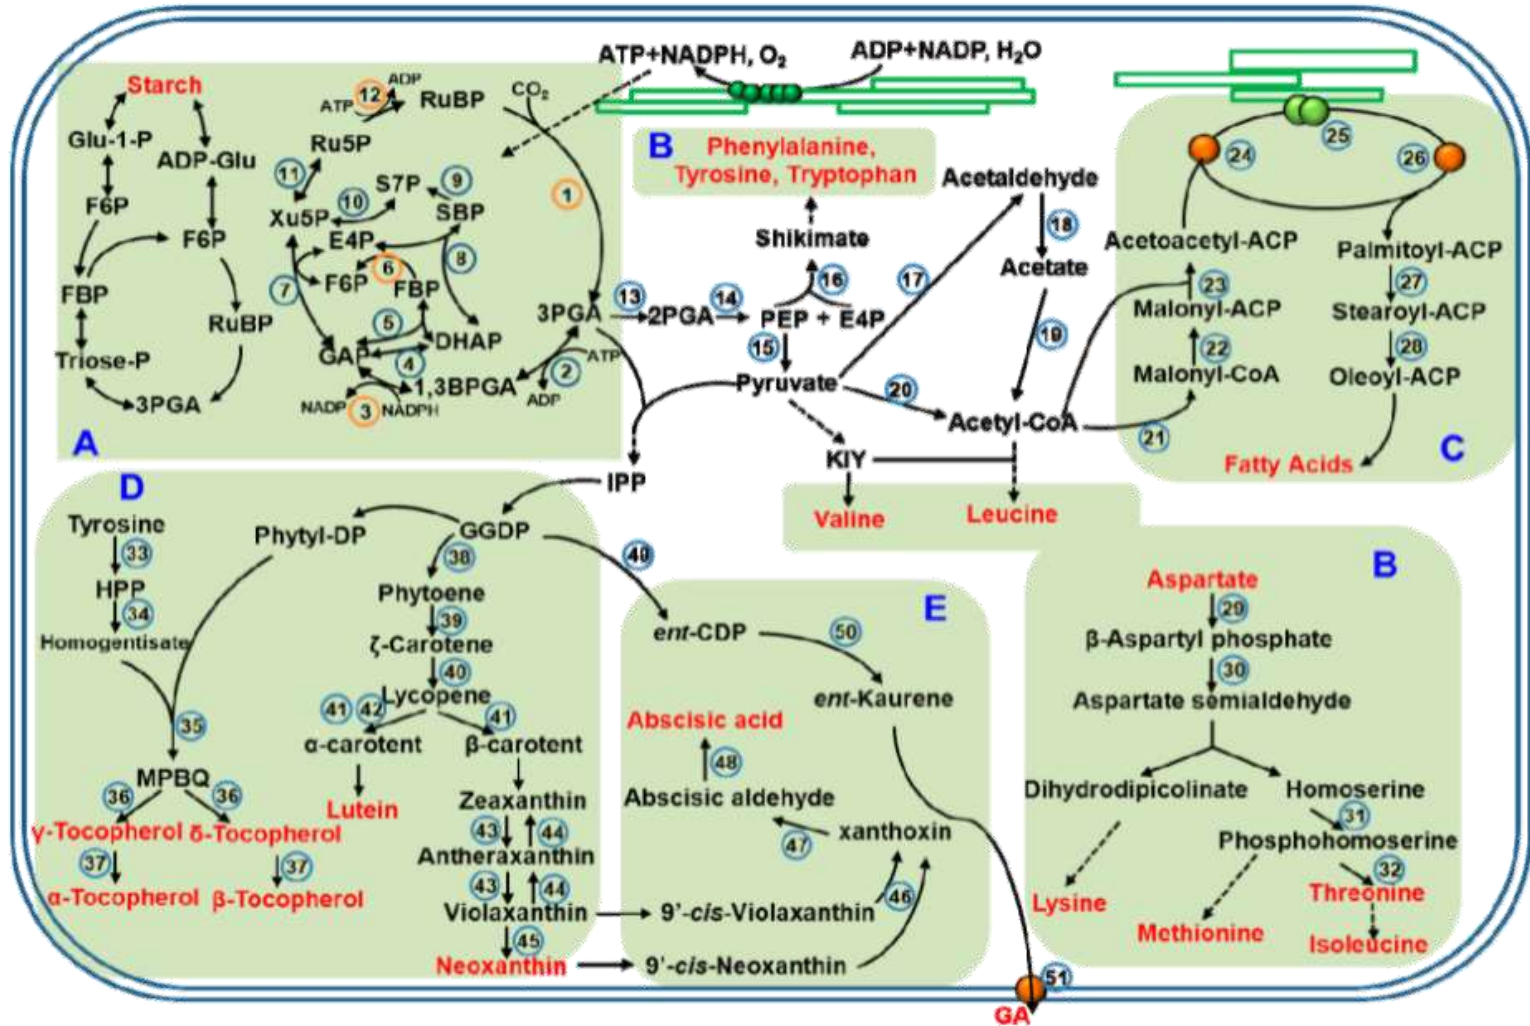 ATP+NADPH, O₂
ADP+NADP, H₂O
Starch
Glu-1-P
ADP-Glu
F6P
F6P
FBP
RuBP
Triose-P
3PGA
A
12
ATP
ADP
RuBP
CO₂
Ru5P
11
S7P
9
1
10
Xu5P
SBP
E4P
6
8
F6P
FBP
7
5
3PGA
GAP
DHAP
4
2
ATP
1,3BPGA
NADP
3
NADPH
ADP
B
Phenylalanine,
Tyrosine, Tryptophan
Shikimate
16
13
2PGA
14
PEP + E4P
15
Pyruvate
17
Acetaldehyde
18
Acetate
19
20
Acetyl-CoA
21
KIY
IPP
Valine
Leucine
24
25
26
Acetoacetyl-ACP
Palmitoyl-ACP
23
27
Malonyl-ACP
Stearoyl-ACP
22
28
Malonyl-CoA
Oleoyl-ACP
Fatty Acids
C
D
Tyrosine
33
HPP
34
Homogentisate
Phytyl-DP
GGDP
38
Phytoene
39
ζ-Carotene
40
Lycopene
41
42
41
35
α-carotent
β-carotent
MPBQ
36
36
Lutein
Zeaxanthin
γ-Tocopherol
δ-Tocopherol
43
44
37
37
Antheraxanthin
α-Tocopherol
β-Tocopherol
43
44
Violaxanthin
45
Neoxanthin
49
E
ent-CDP
50
ent-Kaurene
Abscisic acid
48
Abscisic aldehyde
xanthoxin
47
46
9'-cis-Violaxanthin
9'-cis-Neoxanthin
51
GA
B
Aspartate
29
β-Aspartyl phosphate
30
Aspartate semialdehyde
Dihydrodipicolinate
Homoserine
31
Phosphohomoserine
32
Lysine
Threonine
Methionine
Isoleucine